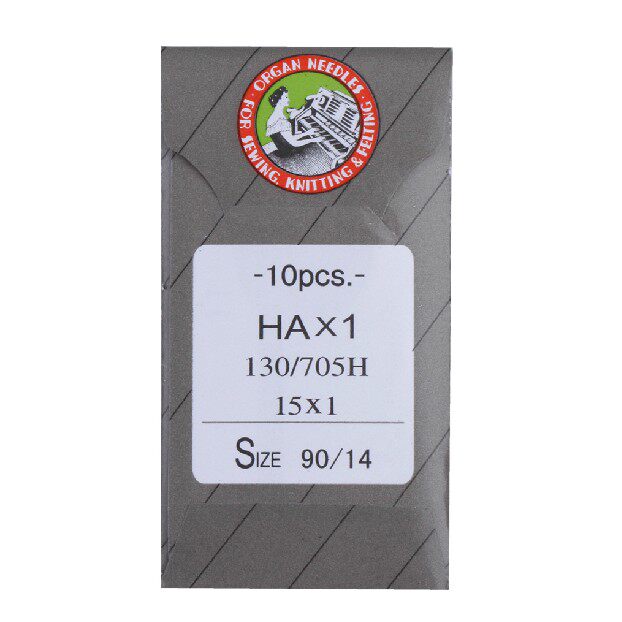 ORGAN NEEDLES
· FOR SEWING, KNITTING & FELTING ·
-10pcs.-
HA×1
130/705H
15×1
SIZE 90/14